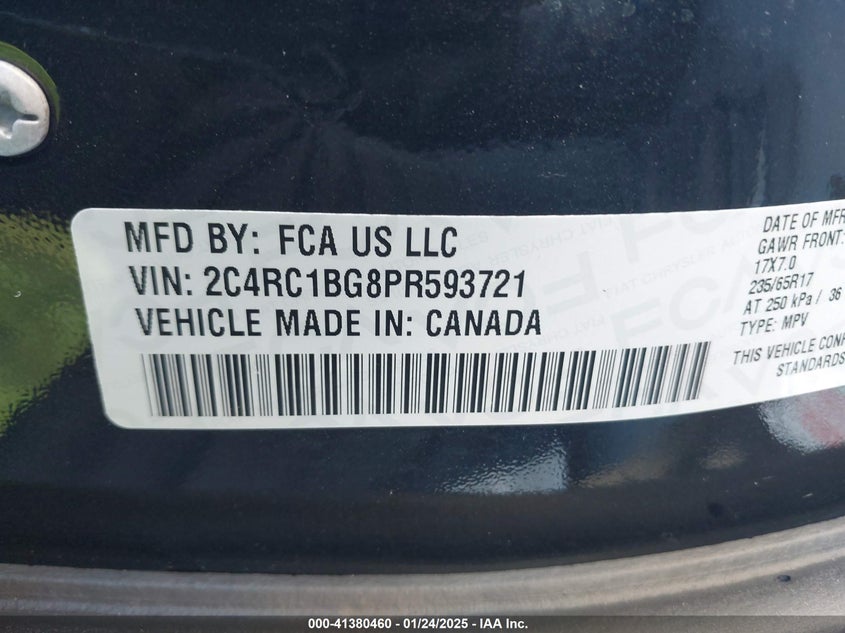 MFD BY: FCA US LLC
VIN: 2C4RC1BG8PR593721
VEHICLE MADE IN: CANADA
DATE OF MFR
GAWR FRONT:
17X7.0
235/65R17
AT 250 kPa / 36
TYPE: MPV
THIS VEHICLE CONF
STANDARDS
000-41380460 - 01/24/2025 - IAA Inc.